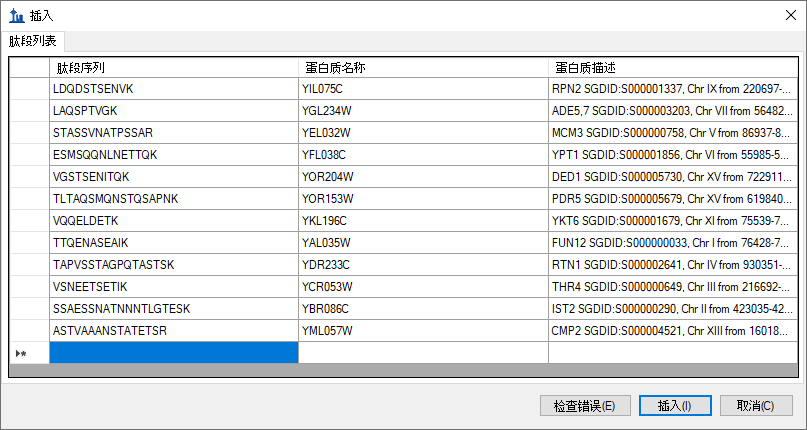 插入
肽段列表
肽段序列 蛋白质名称 蛋白质描述
LDQDSTSENVK YIL075C RPN2 SGDID:S000001337, Chr IX from 220697-...
LAQSPTVGK YGL234W ADE5,7 SGDID:S000003203, Chr VII from 56482...
STASSVNATPSSAR YEL032W MCM3 SGDID:S000000758, Chr V from 86937-8...
ESMSQQNLNETTQK YFL038C YPT1 SGDID:S000001856, Chr VI from 55985-5...
VGSTSENITQK YOR204W DED1 SGDID:S000005730, Chr XV from 722911...
TLTAQSMQNSTQSAPNK YOR153W PDR5 SGDID:S000005679, Chr XV from 619840...
VQQELDETK YKL196C YKT6 SGDID:S000001679, Chr XI from 75539-7...
TTQENASEAIK YAL035W FUN12 SGDID:S000000033, Chr I from 76428-7...
TAPVSSTAGPQTASTSK YDR233C RTN1 SGDID:S000002641, Chr IV from 930351-...
VSNEETSETIK YCR053W THR4 SGDID:S000000649, Chr III from 216692-...
SSAESSNATNNNTLGTESK YBR086C IST2 SGDID:S000000290, Chr II from 423035-42...
ASTVAAANSTATETSR YML057W CMP2 SGDID:S000004521, Chr XIII from 16018...
检查错误(E) 插入(I) 取消(C)